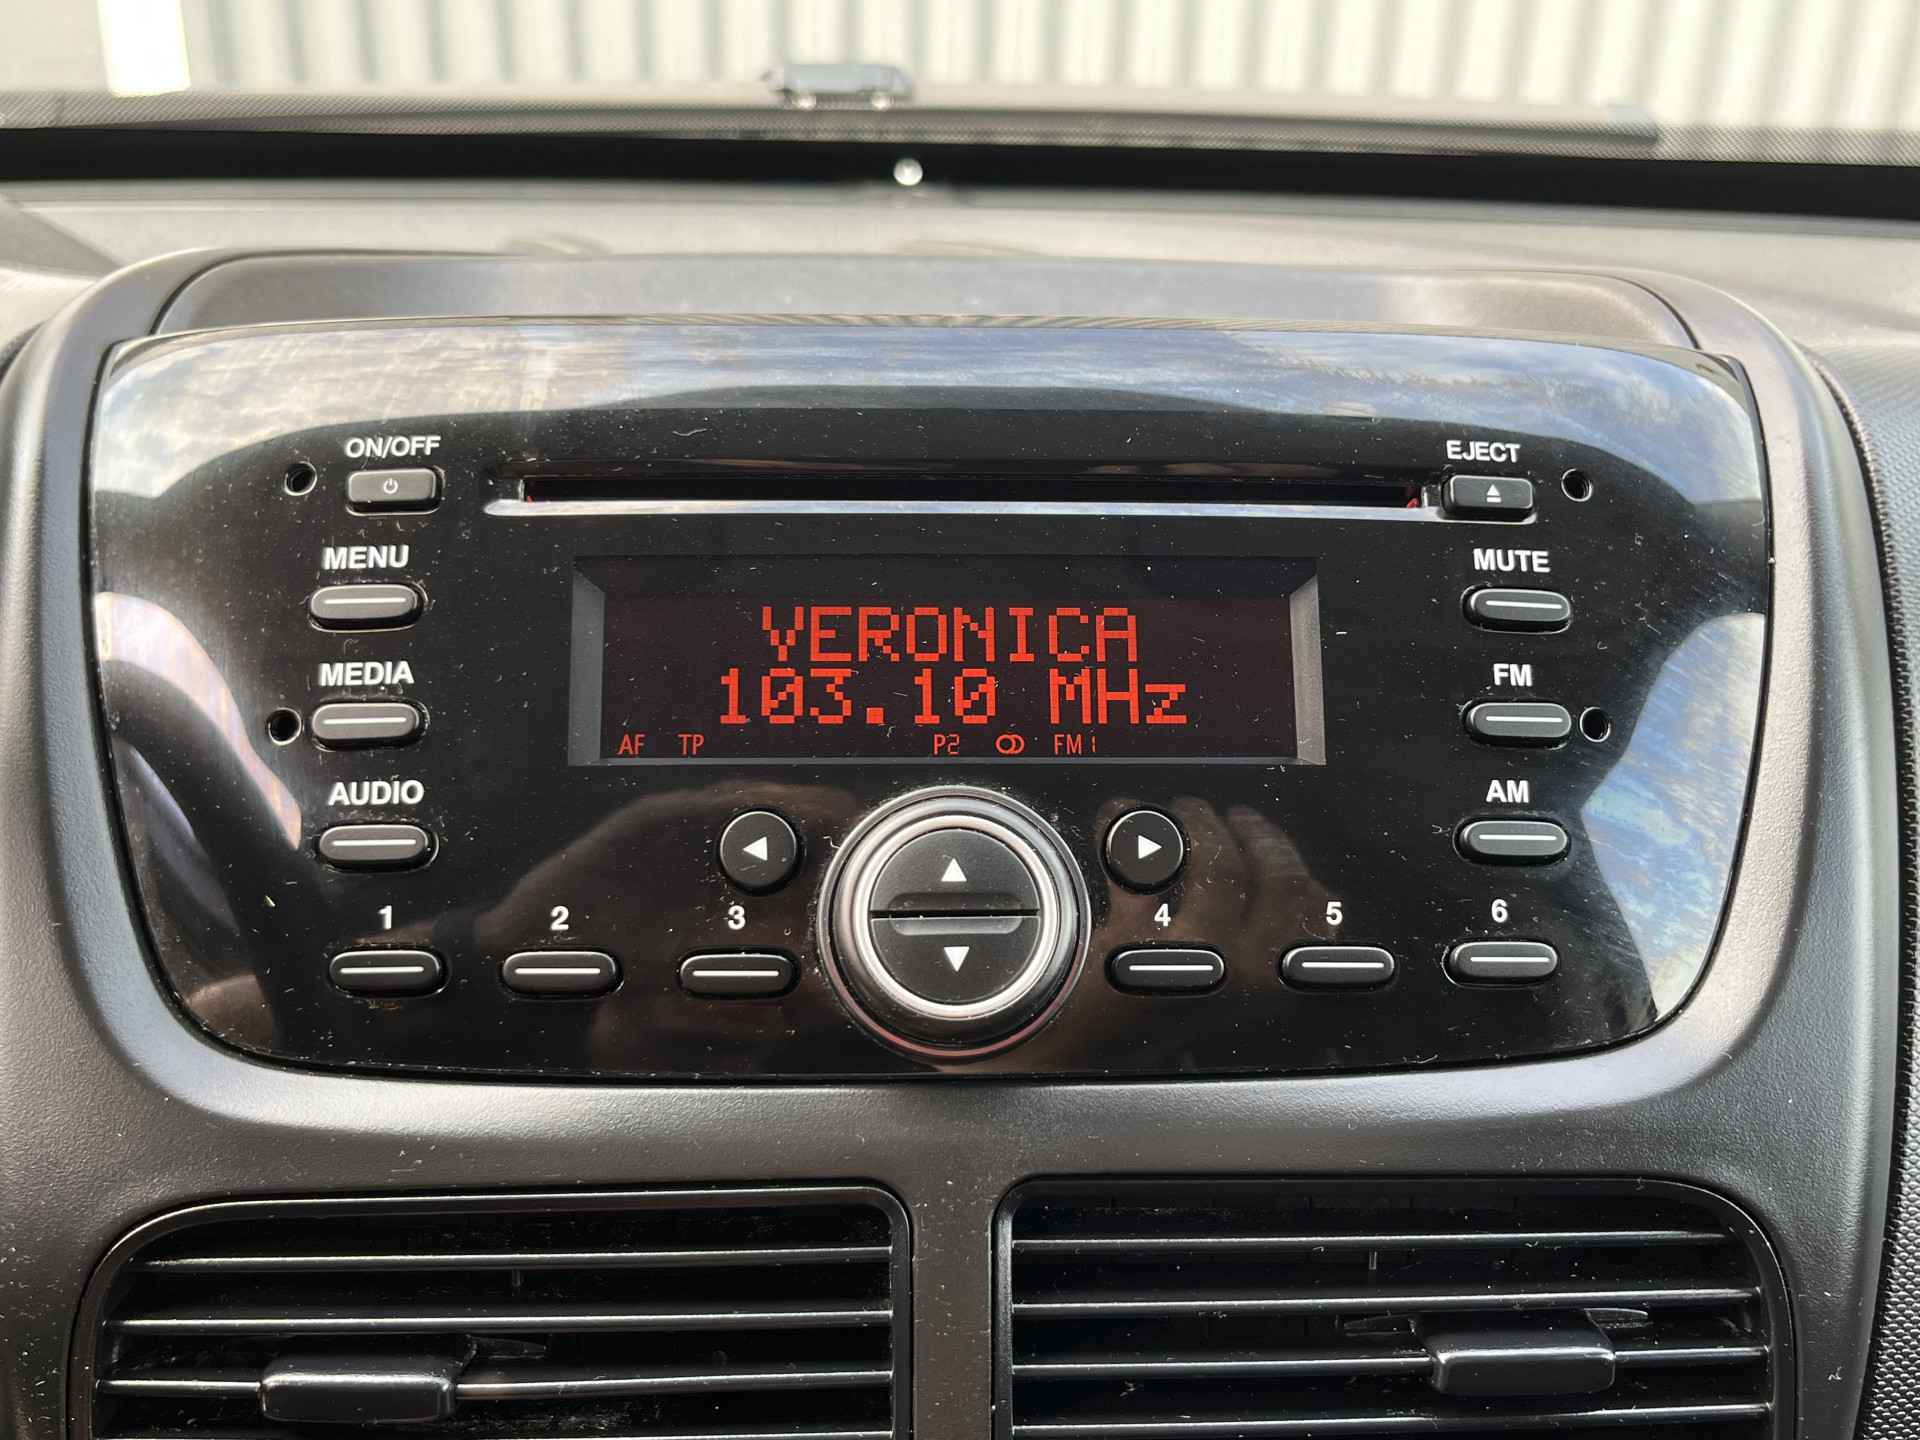 ON/OFF
EJECT
MENU
MUTE
VERONICA
103.10 MHz
MEDIA
FM
AF TP P2 FM1
AUDIO
AM
1 2 3 4 5 6